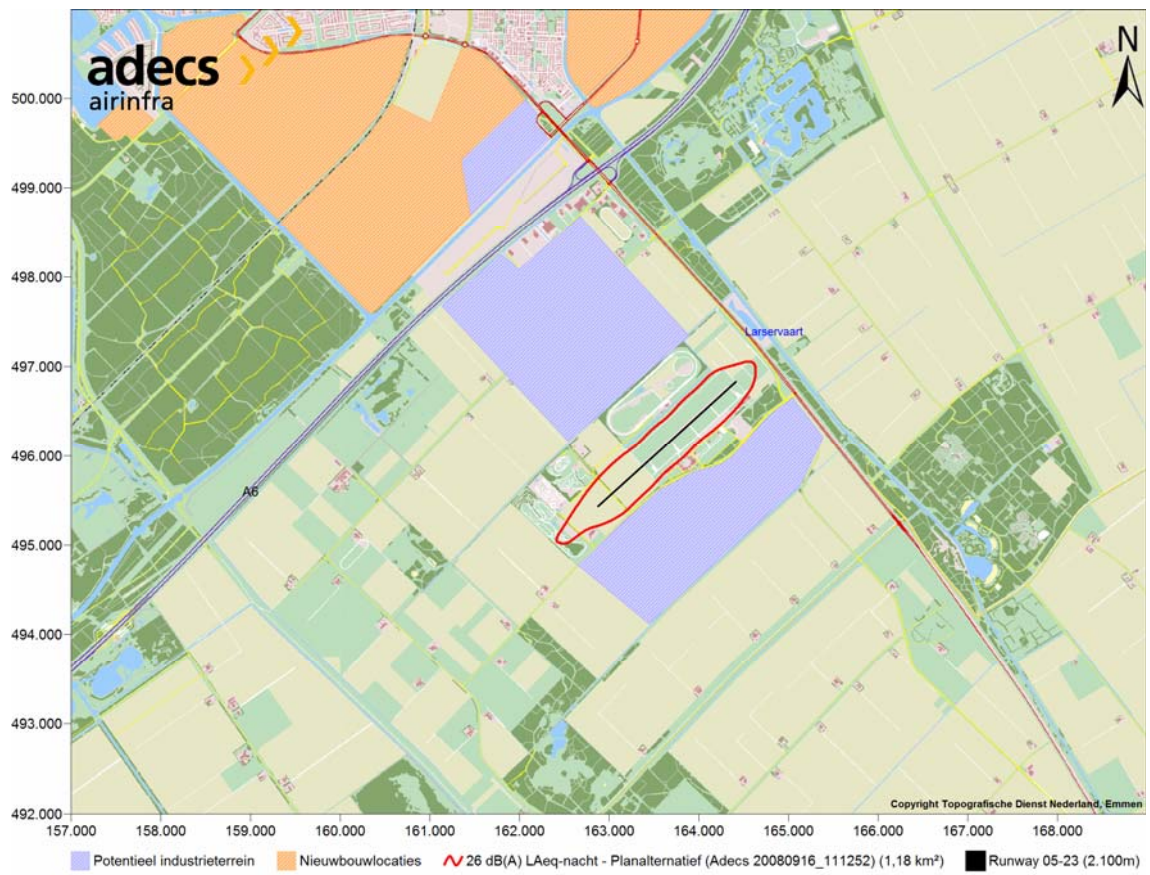 adecs
airinfra
N
500.000
499.000
498.000
497.000
496.000
495.000
494.000
493.000
492.000
Larservaart
A6
Copyright Topografische Dienst Nederland, Emmen
157.000 158.000 159.000 160.000 161.000 162.000 163.000 164.000 165.000 166.000 167.000 168.000
Potentieel industrieterrein Nieuwbouwlocaties 26 dB(A) LAeq-nacht - Planalternatief (Adecs 20080916_111252) (1,18 km²) Runway 05-23 (2.100m)